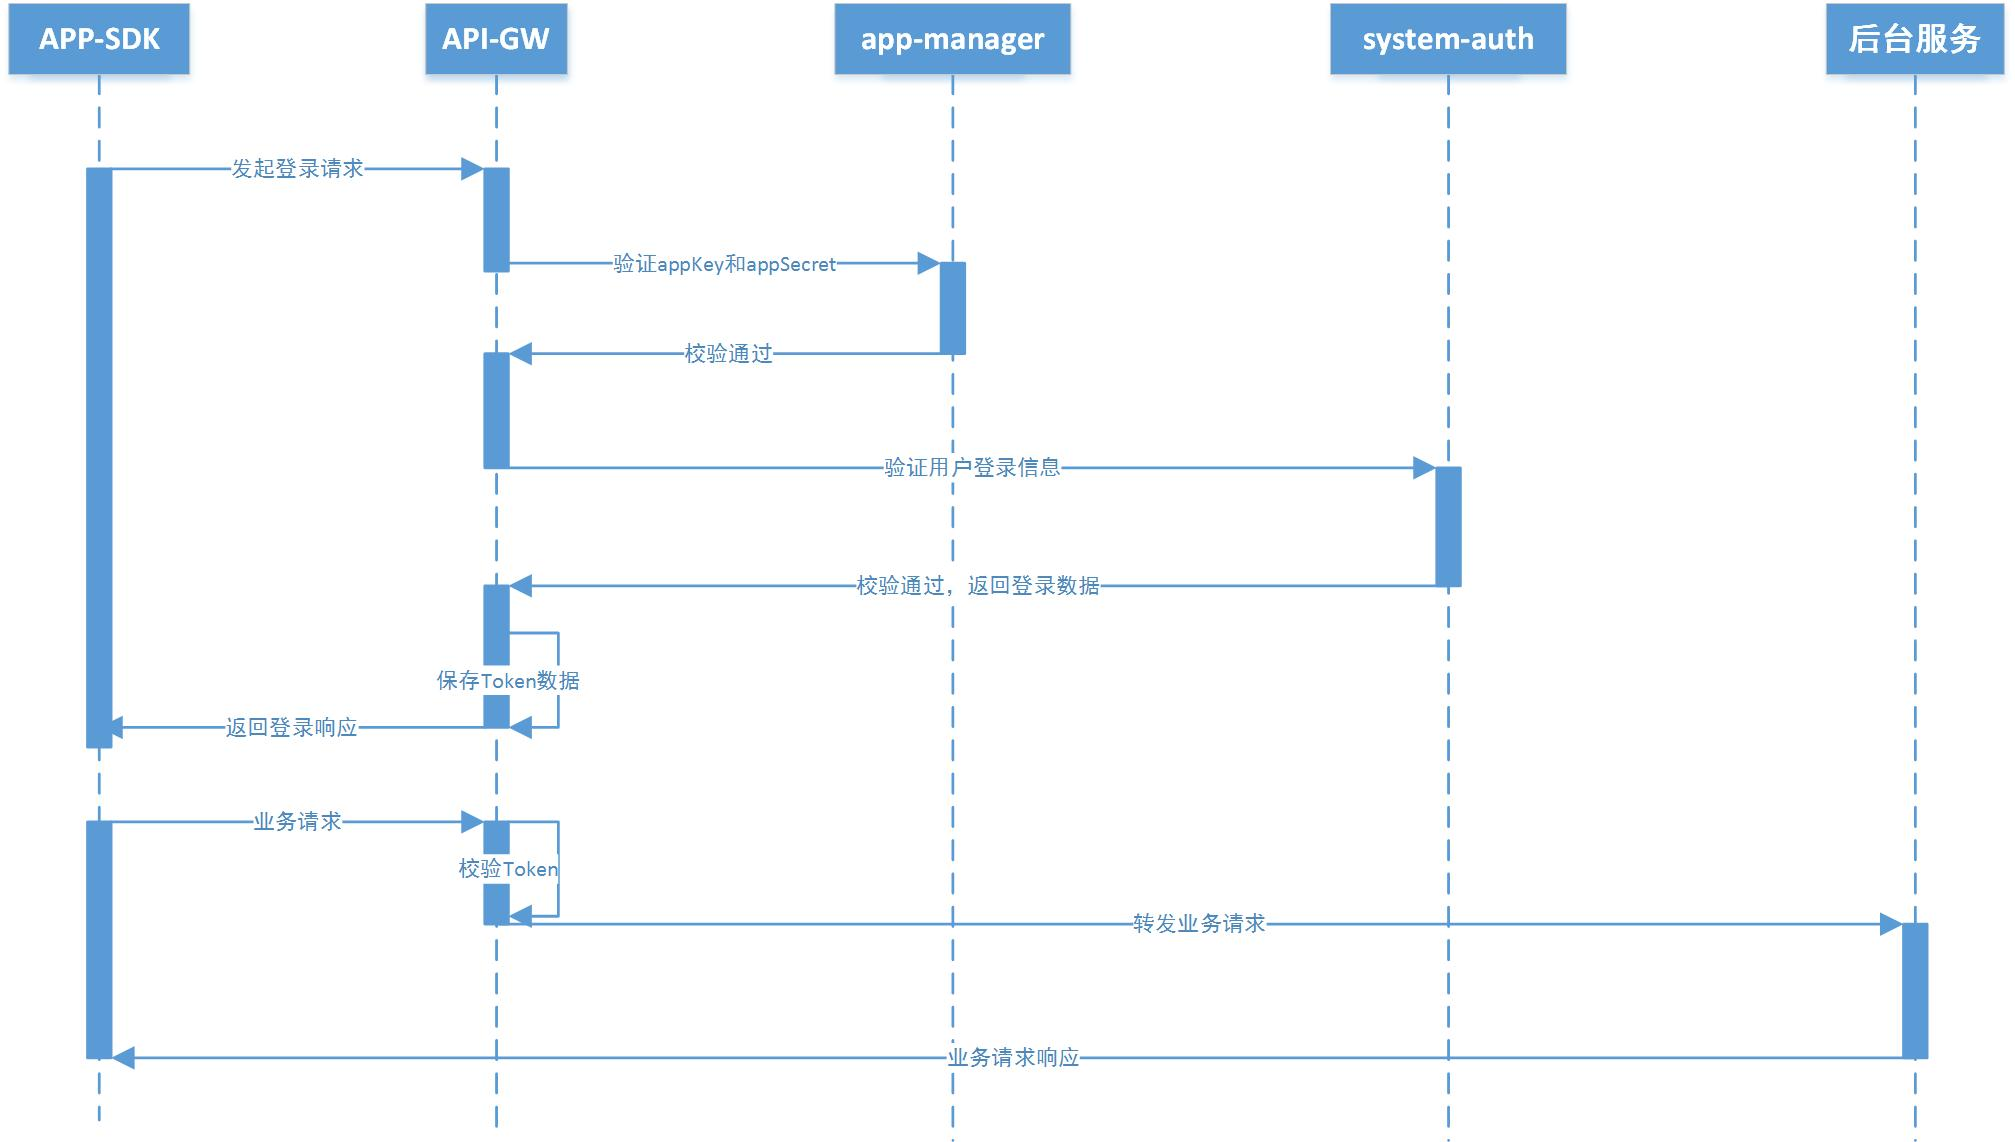 APP-SDK
API-GW
app-manager
system-auth
后台服务
发起登录请求
验证appKey和appSecret
校验通过
验证用户登录信息
校验通过，返回登录数据
保存Token数据
返回登录响应
业务请求
校验Token
转发业务请求
业务请求响应